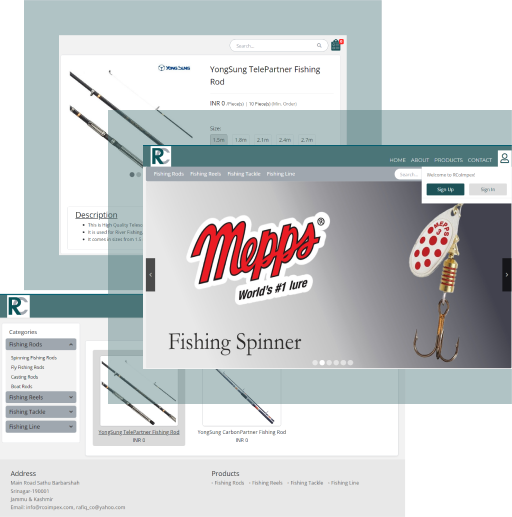 Search...
YONGSUNG
YongSung TelePartner Fishing
Rod
INR 0 /Piece(s) | 10 Piece(s) (Min. Order)
Size:
1.5m 1.8m 2.1m 2.4m 2.7m
Description
This is High Quality Telesc
It is used for River Fishing,
It comes in sizes from 1.5
RC
HOME ABOUT PRODUCTS CONTACT
Fishing Rods Fishing Reels Fishing Tackle Fishing Line
Search...
Welcome to RCAimpex!
Sign Up Sign In
Mepps®
World's #1 lure
MEPPS
Fishing Spinner
RC
Categories
Fishing Rods
Spinning Fishing Rods
Fly Fishing Rods
Casting Rods
Boat Rods
Fishing Reels
Fishing Tackle
Fishing Line
YongSung TelePartner Fishing Rod
INR 0
YongSung CarbonPartner Fishing Rod
INR 0
Address
Main Road Sathu Barbarshah
Srinagar-190001
Jammu & Kashmir
Email: info@rcaimpex.com, rafiq_co@yahoo.com
Products
- Fishing Rods - Fishing Reels - Fishing Tackle - Fishing Line